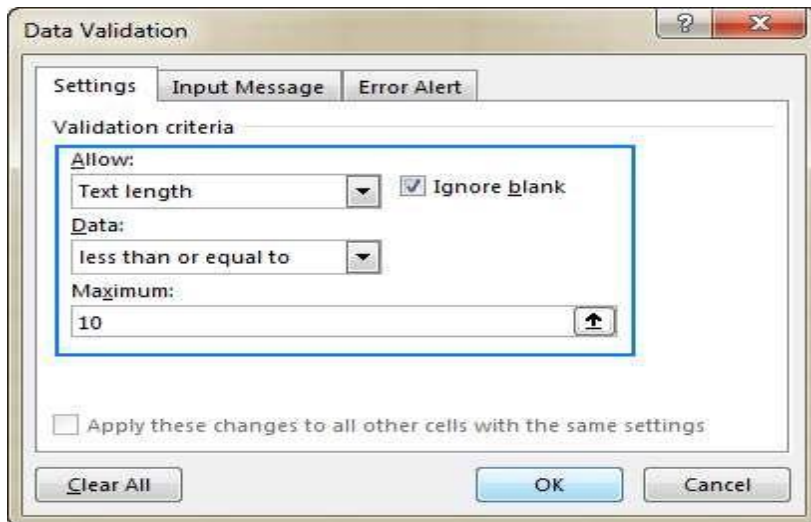 Data Validation
Settings Input Message Error Alert
Validation criteria
Allow:
Text length Ignore blank
Data:
less than or equal to
Maximum:
10
Apply these changes to all other cells with the same settings
Clear All OK Cancel